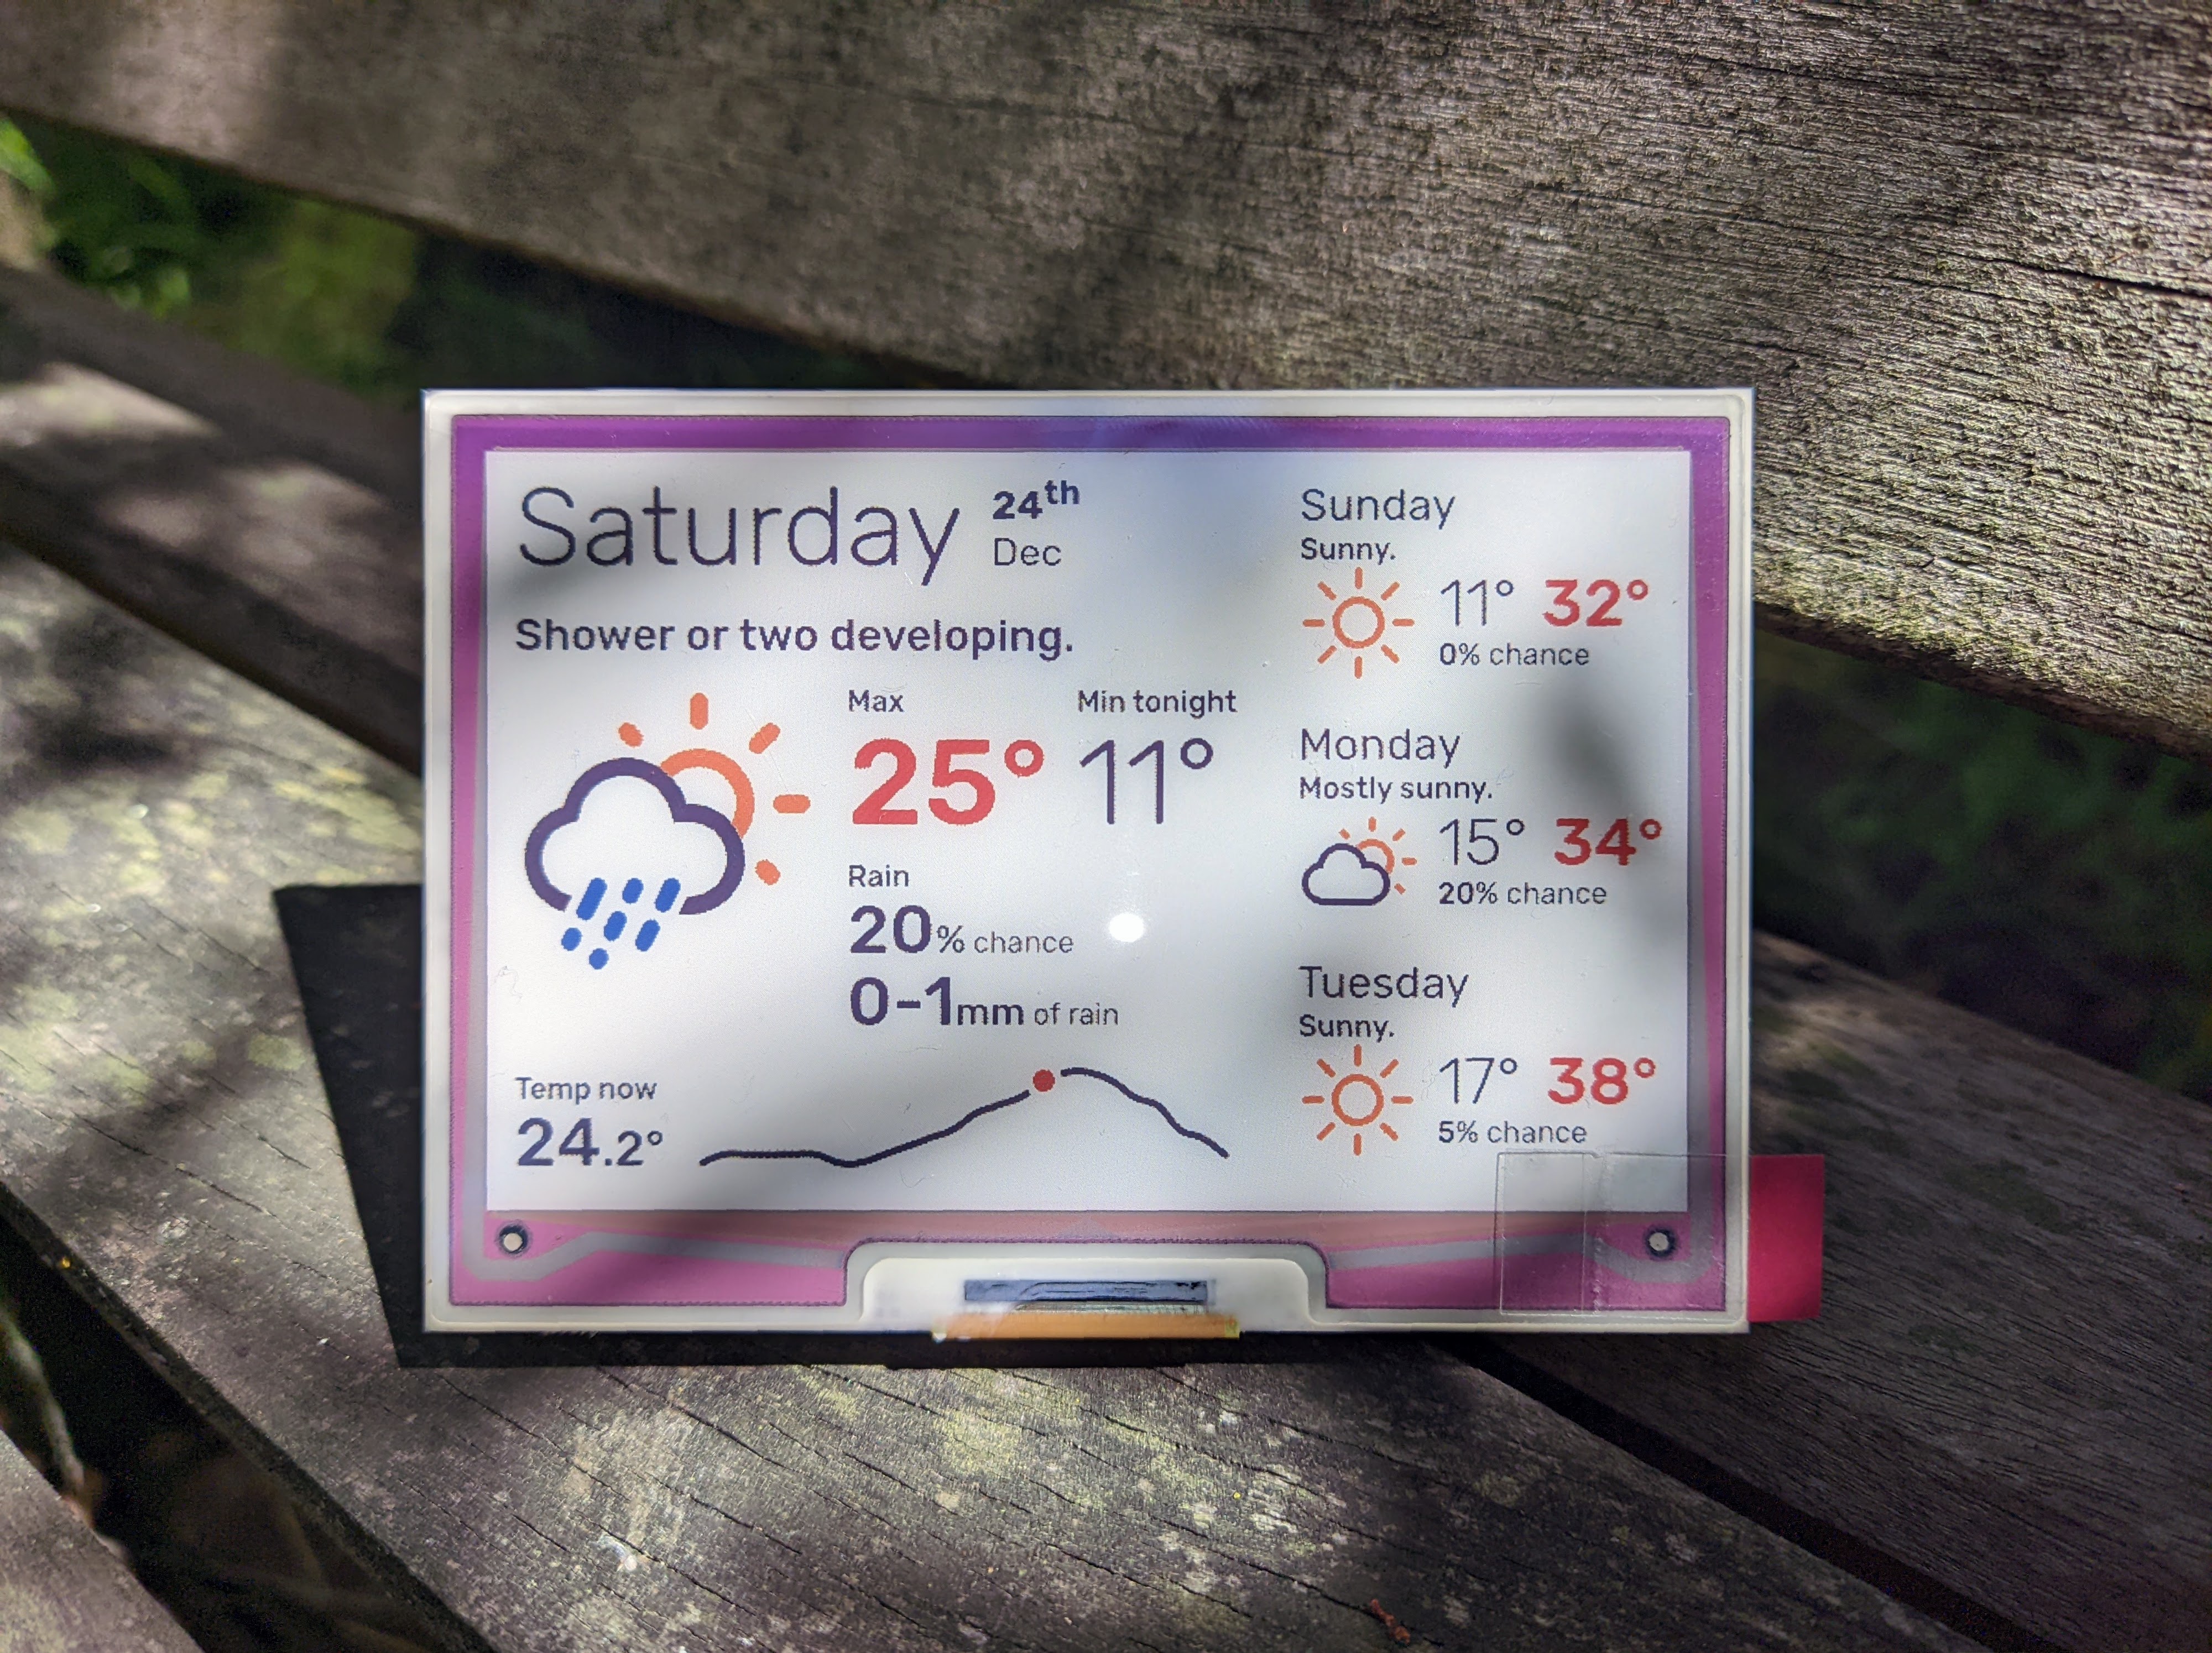 Saturday 24th
Dec
Shower or two developing.
Max
25°
Min tonight
11°
Rain
20% chance
0-1mm of rain
Temp now
24.2°
Sunday
Sunny.
11° 32°
0% chance
Monday
Mostly sunny.
15° 34°
20% chance
Tuesday
Sunny.
17° 38°
5% chance